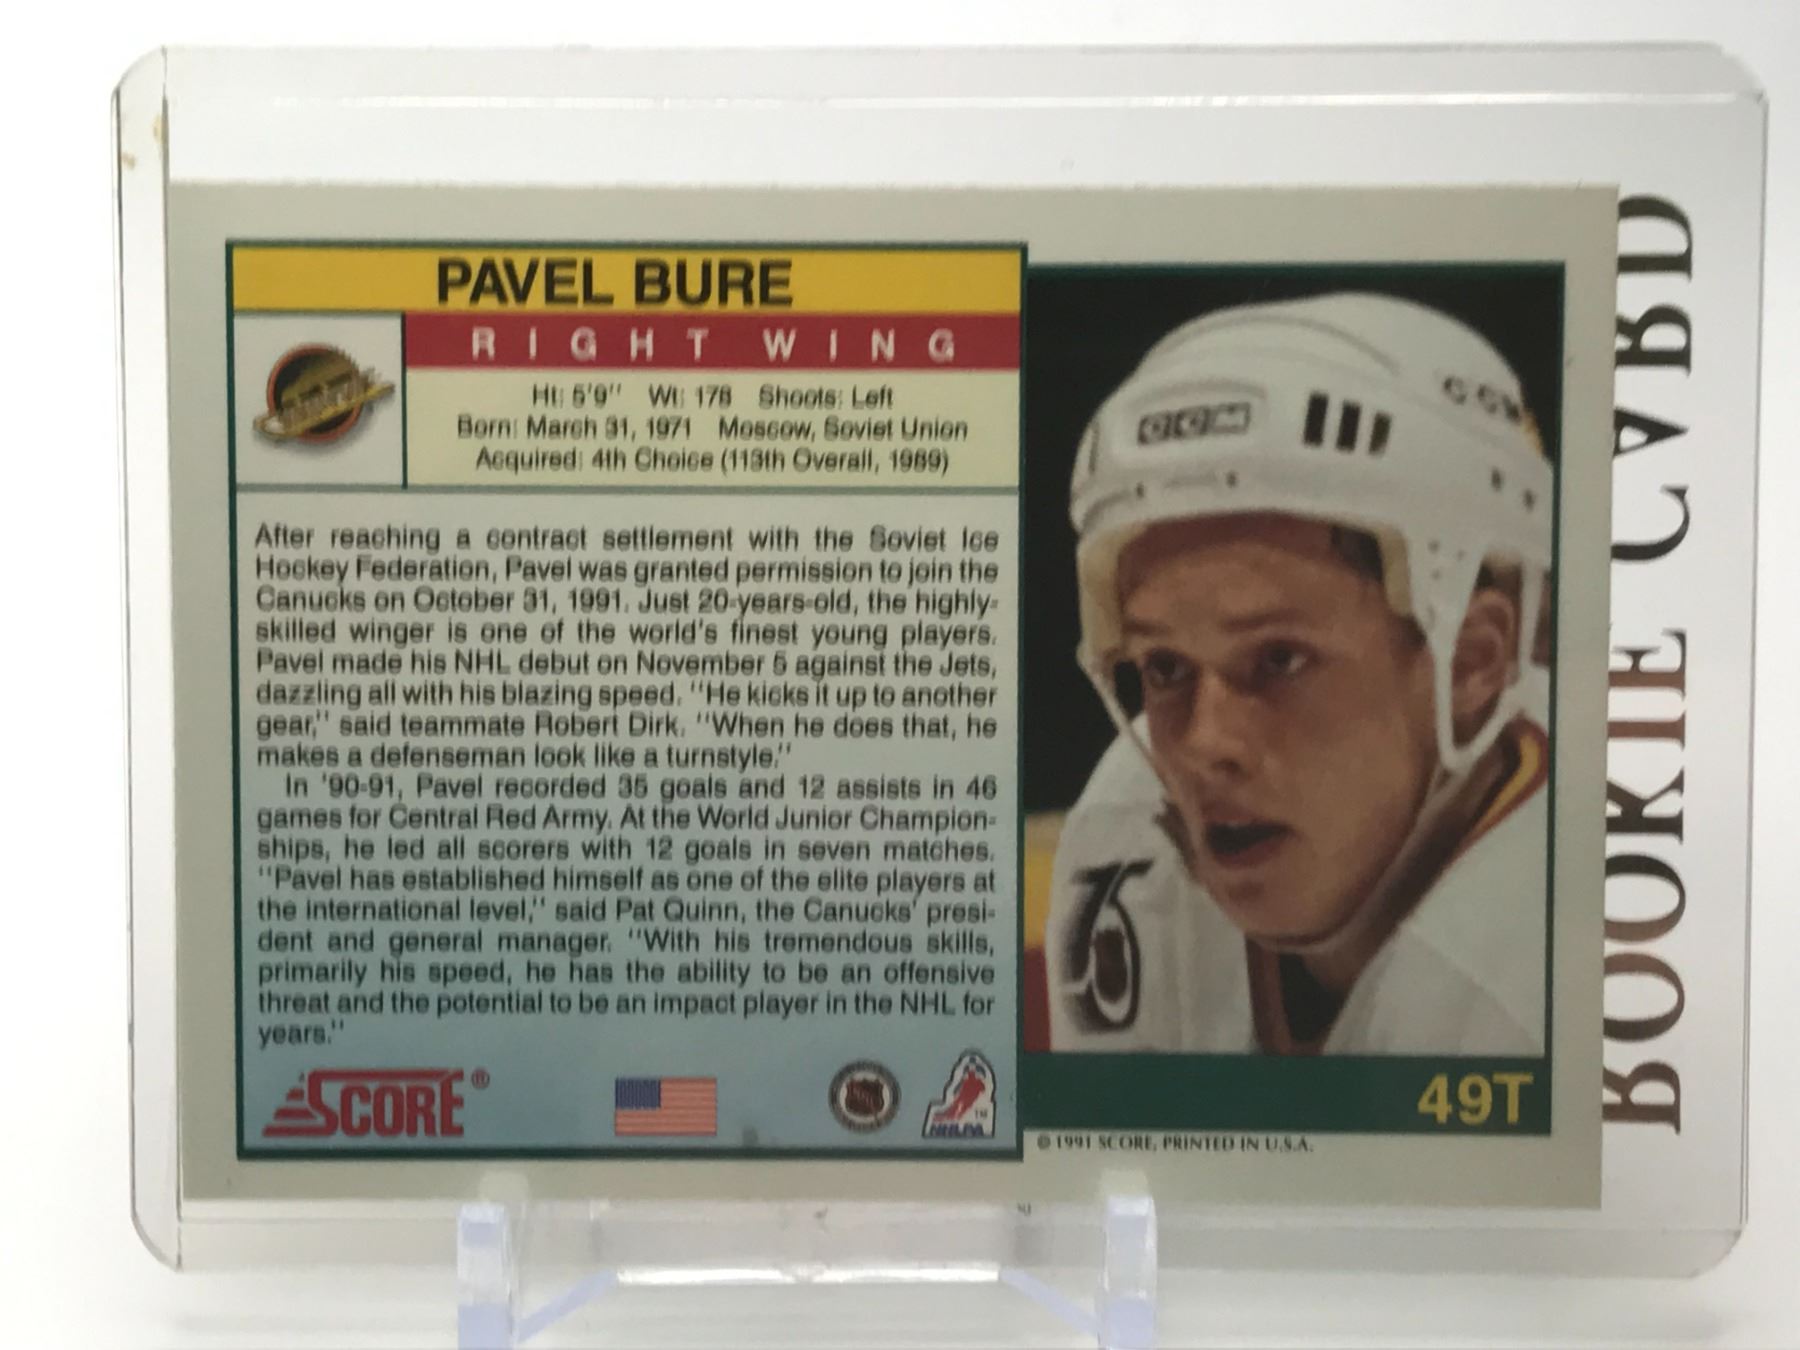 PAVEL BURE
RIGHT WING
Ht: 5'9" Wt: 178 Shoots: Left
Born: March 31, 1971 Moscow, Soviet Union
Acquired: 4th Choice (113th Overall, 1989)
After reaching a contract settlement with the Soviet Ice
Hockey Federation, Pavel was granted permission to join the
Canucks on October 31, 1991. Just 20-years-old, the highly-
skilled winger is one of the world's finest young players.
Pavel made his NHL debut on November 5 against the Jets,
dazzling all with his blazing speed. "He kicks it up to another
gear," said teammate Robert Dirk. "When he does that, he
makes a defenseman look like a turnstyle."
In '90-91, Pavel recorded 35 goals and 12 assists in 46
games for Central Red Army. At the World Junior Champion-
ships, he led all scorers with 12 goals in seven matches.
"Pavel has established himself as one of the elite players at
the international level," said Pat Quinn, the Canucks' presi-
dent and general manager. "With his tremendous skills,
primarily his speed, he has the ability to be an offensive
threat and the potential to be an impact player in the NHL for
years."
SCORE®
NHL
NHLPA
TM
CCM
CCM
75
49T
© 1991 SCORE, PRINTED IN U.S.A.
ROOKIE CARD